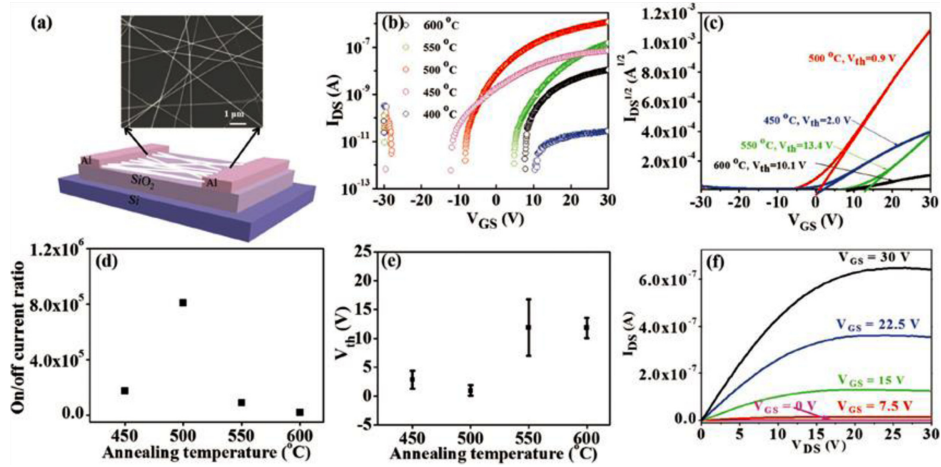 (a)
1 μm
Al
Al
SiO2
Si
(b)
600 °C
550 °C
500 °C
450 °C
400 °C
IDS (A)
10-7
10-9
10-11
10-13
-30 -20 -10 0 10 20 30
VGS (V)
(c)
IDS1/2 (A1/2)
1.2x10-3
1.0x10-3
8.0x10-4
6.0x10-4
4.0x10-4
2.0x10-4
500 °C, Vth=0.9 V
450 °C, Vth=2.0 V
550 °C, Vth=13.4 V
600 °C, Vth=10.1 V
-30 -20 -10 0 10 20 30
VGS (V)
(d)
On/off current ratio
1.2x106
8.0x105
4.0x105
0.0
450 500 550 600
Annealing temperature (°C)
(e)
Vth (V)
25
20
15
10
5
0
-5
450 500 550 600
Annealing temperature(°C)
(f)
IDS (A)
6.0x10-7
4.0x10-7
2.0x10-7
0.0
VGS = 30 V
VGS = 22.5 V
VGS = 15 V
VGS = 0 V
VGS = 7.5 V
0 5 10 15 20 25 30
VDS (V)